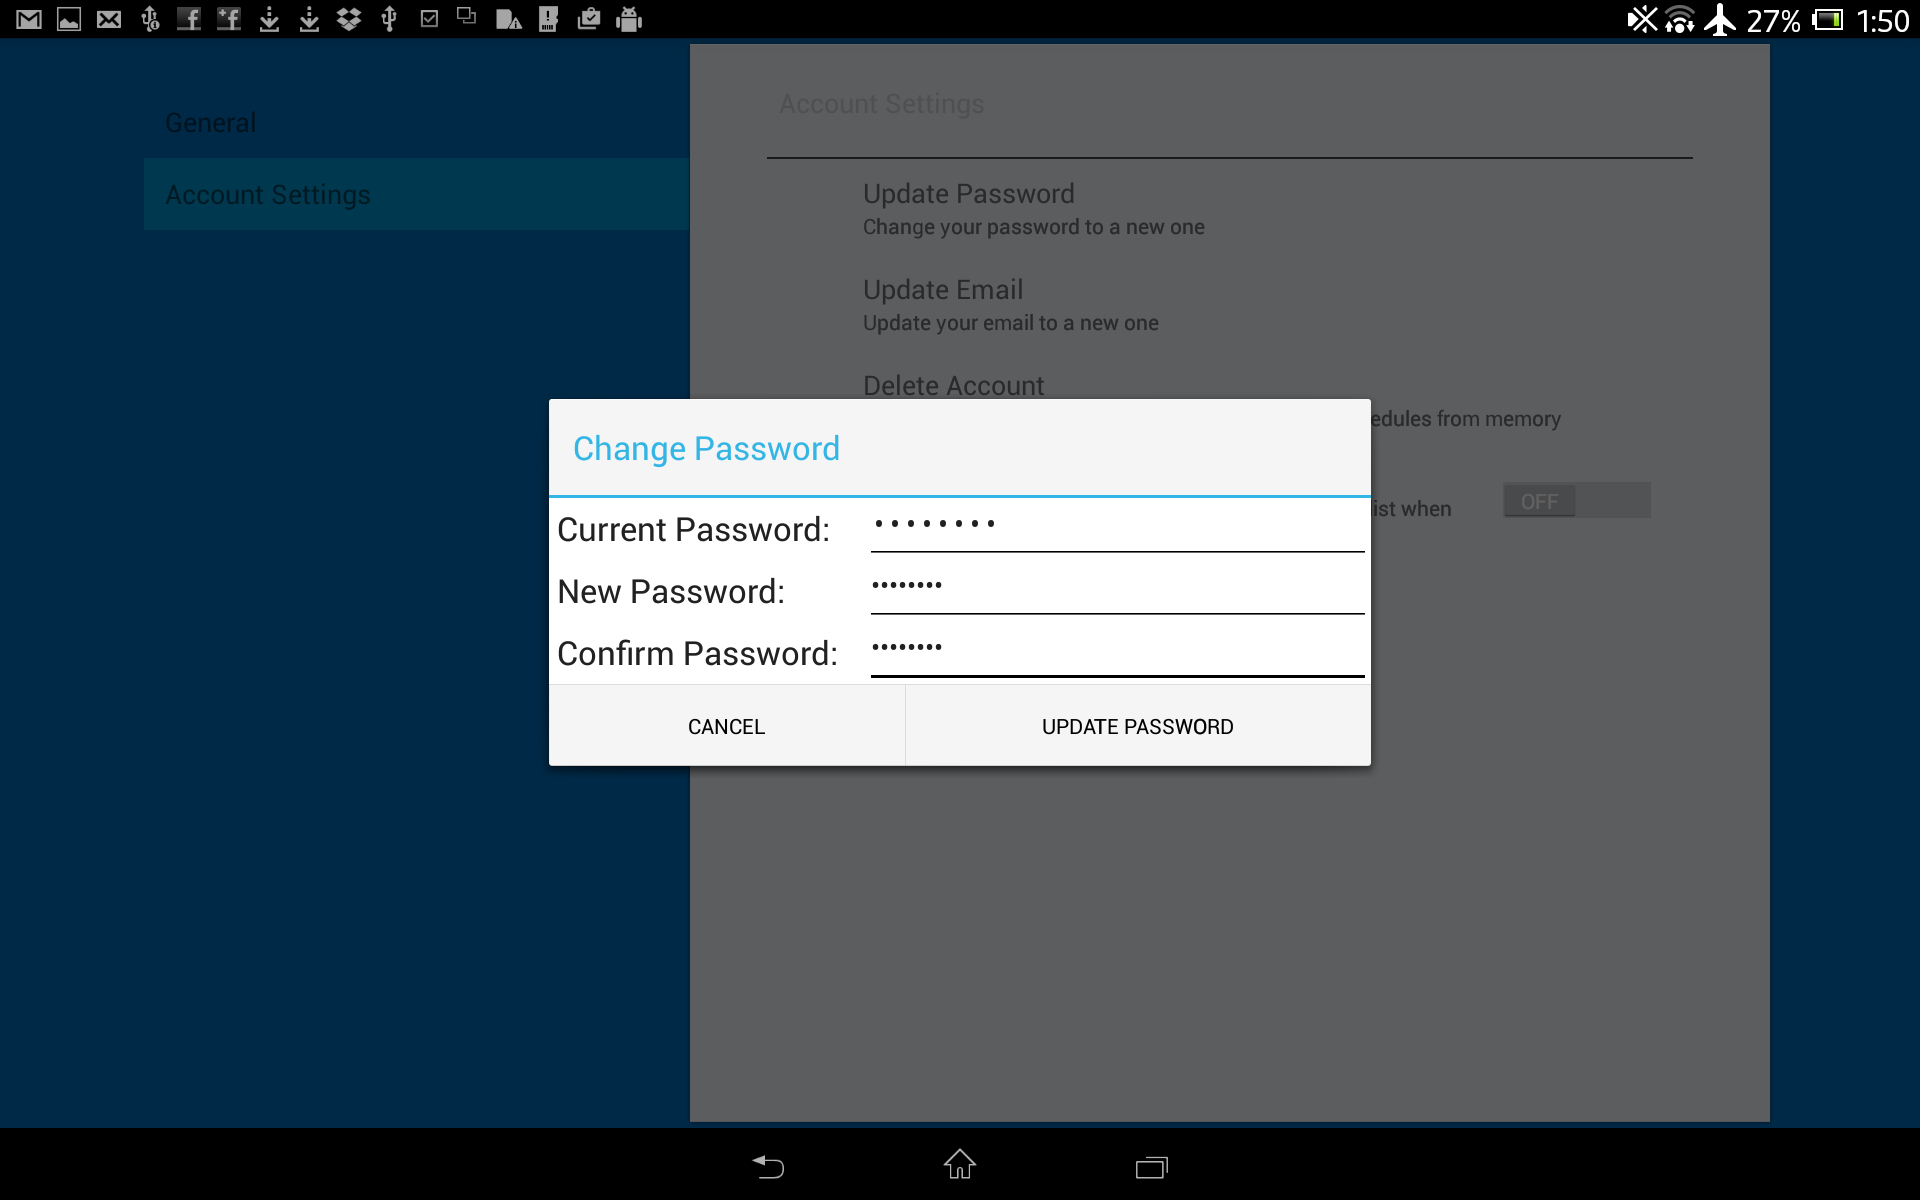 27% 1:50
General
Account Settings
Account Settings
Update Password
Change your password to a new one
Update Email
Update your email to a new one
Delete Account
edules from memory
ist when
OFF
Change Password
Current Password: ••••••••
New Password: ••••••••
Confirm Password: ••••••••
CANCEL
UPDATE PASSWORD